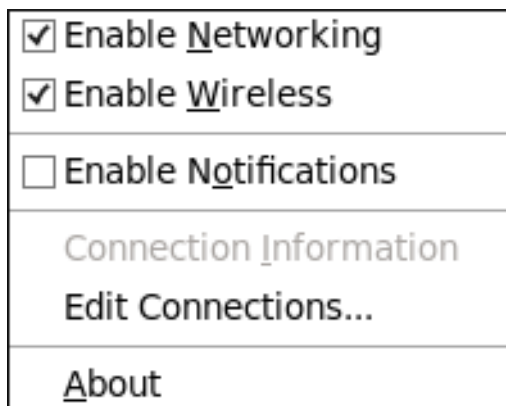 Enable Networking
Enable Wireless
Enable Notifications
Connection Information
Edit Connections...
About